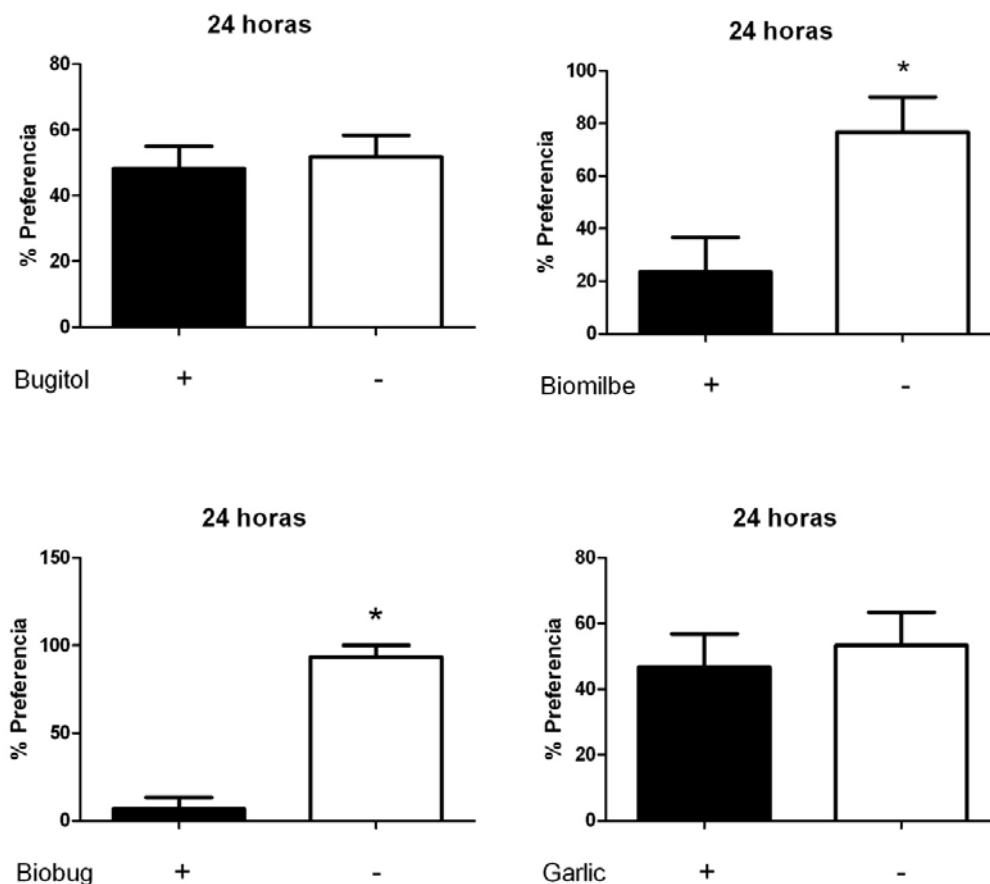 24 horas
% Preferencia
80
60
40
20
0
Bugitol + -
24 horas
% Preferencia
100
80
60
40
20
0
*
Biomilbe + -
24 horas
% Preferencia
150
100
50
0
*
Biobug + -
24 horas
% Preferencia
80
60
40
20
0
Garlic + -